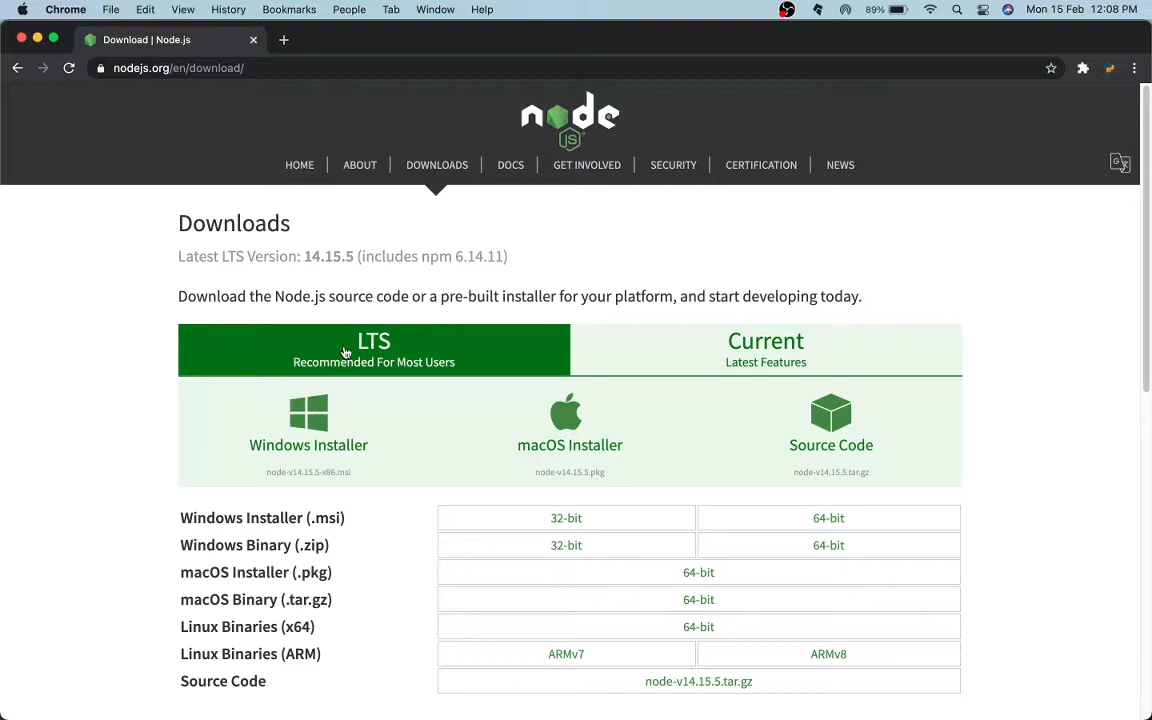 Chrome File Edit View History Bookmarks People Tab Window Help 89% Mon 15 Feb 12:08 PM
Download | Node.js
nodejs.org/en/download/
node
JS
HOME ABOUT DOWNLOADS DOCS GET INVOLVED SECURITY CERTIFICATION NEWS
Downloads
Latest LTS Version: 14.15.5 (includes npm 6.14.11)
Download the Node.js source code or a pre-built installer for your platform, and start developing today.
LTS Current
Recommended For Most Users Latest Features
Windows Installer macOS Installer Source Code
node-v14.15.5-x86.msi node-v14.15.5.pkg node-v14.15.5.tar.gz
Windows Installer (.msi) 32-bit 64-bit
Windows Binary (.zip) 32-bit 64-bit
macOS Installer (.pkg) 64-bit
macOS Binary (.tar.gz) 64-bit
Linux Binaries (x64) 64-bit
Linux Binaries (ARM) ARMv7 ARMv8
Source Code node-v14.15.5.tar.gz